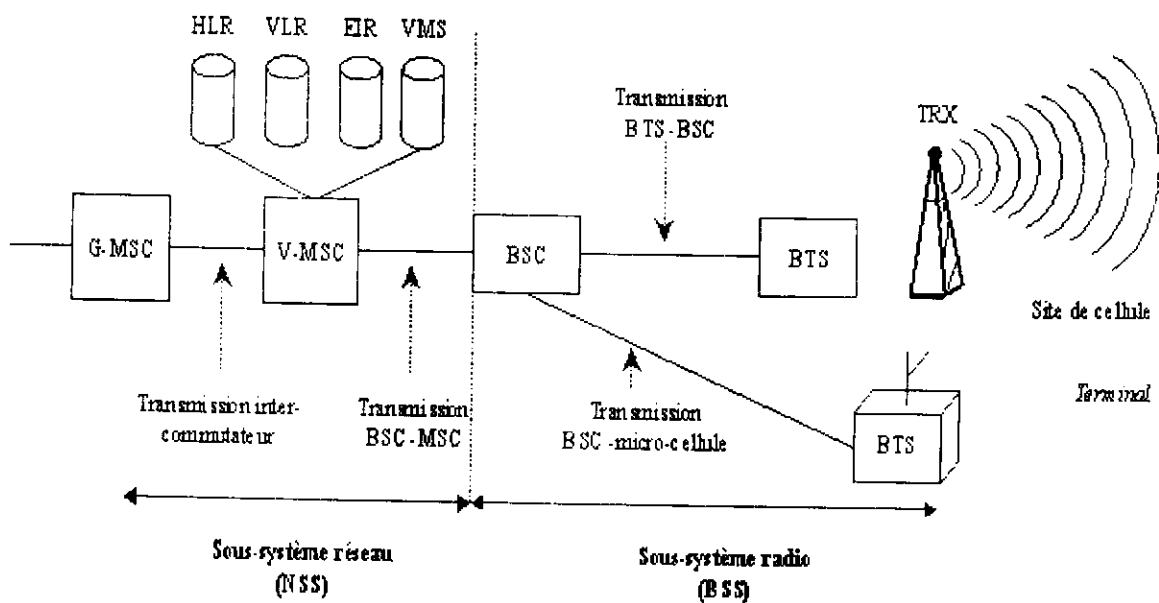 HLR VLR EIR VMS
Transmission
BTS-BSC
TRX
G-MSC
V-MSC
BSC
BTS
Site de cellule
Transmission inter-
commutateur
Transmission
BSC-MSC
Transmission
BSC-micro-cellule
Terminal
BTS
Sous-système réseau
(NSS)
Sous-système radio
(BSS)